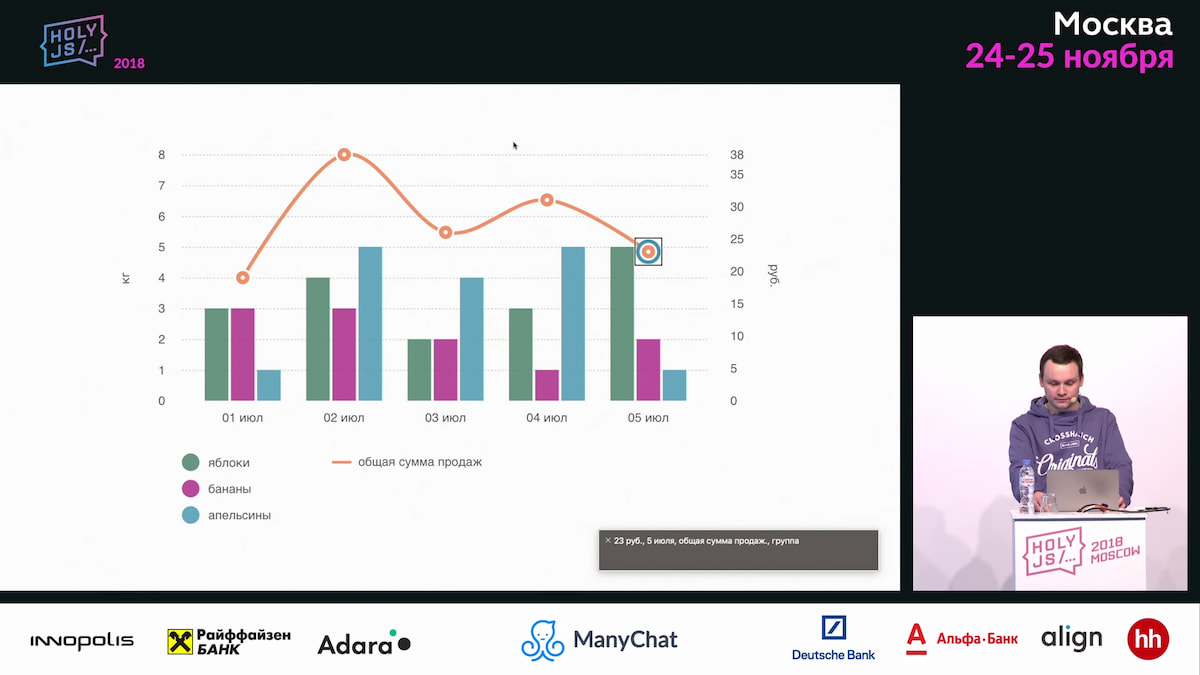 HOLY
JS/...
2018
Москва
24-25 ноября
8
7
6
5
4
3
2
1
0
кг
38
35
30
25
20
15
10
5
0
руб.
01 июл
02 июл
03 июл
04 июл
05 июл
яблоки
бананы
апельсины
общая сумма продаж
× 23 руб., 5 июля, общая сумма продаж., группа
CROSSHATCH
Originals
HOLY
JS/...
2018
MOSCOW
INNOPOLIS
Райффайзен
БАНК
Adara
ManyChat
Deutsche Bank
Альфа·Банк
align
hh